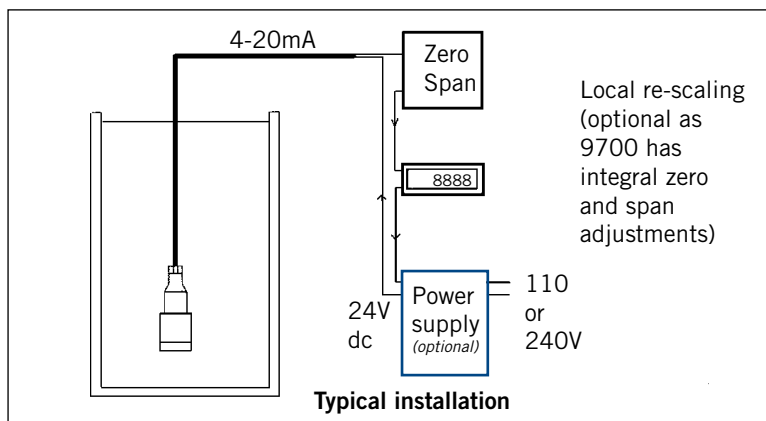 4-20mA
Zero
Span
Local re-scaling
(optional as
9700 has
integral zero
and span
adjustments)
8888
24V
dc
Power
supply
(optional)
110
or
240V
Typical installation